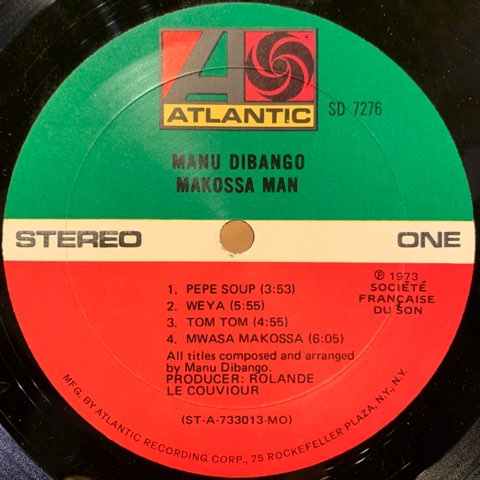 A
ATLANTIC
SD 7276
MANU DIBANGO
MAKOSSA MAN
STEREO
ONE
1. PEPE SOUP (3:53)
2. WEYA (5:55)
3. TOM TOM (4:55)
4. MWASA MAKOSSA (6:05)
All titles composed and arranged
by Manu Dibango.
PRODUCER: ROLANDE
LE COUVIOUR
(ST-A-733013-MO)
℗ 1973
SOCIÉTÉ
FRANÇAISE
DU SON
MFG. BY ATLANTIC RECORDING CORP., 75 ROCKEFELLER PLAZA, N.Y., N.Y.